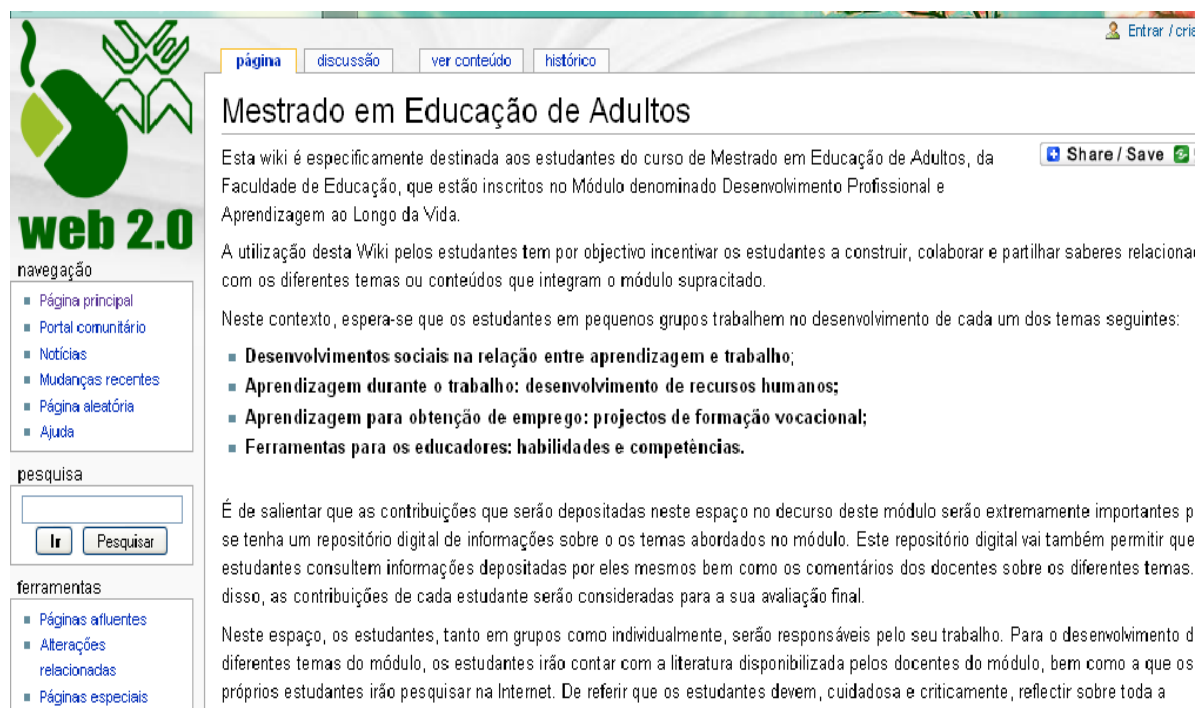 Entrar / cria
página discussão ver conteúdo histórico
Mestrado em Educação de Adultos
Share / Save
Esta wiki é especificamente destinada aos estudantes do curso de Mestrado em Educação de Adultos, da
Faculdade de Educação, que estão inscritos no Módulo denominado Desenvolvimento Profissional e
Aprendizagem ao Longo da Vida.
A utilização desta Wiki pelos estudantes tem por objectivo incentivar os estudantes a construir, colaborar e partilhar saberes relaciona
com os diferentes temas ou conteúdos que integram o módulo supracitado.
Neste contexto, espera-se que os estudantes em pequenos grupos trabalhem no desenvolvimento de cada um dos temas seguintes:
Desenvolvimentos sociais na relação entre aprendizagem e trabalho;
Aprendizagem durante o trabalho: desenvolvimento de recursos humanos;
Aprendizagem para obtenção de emprego: projectos de formação vocacional;
Ferramentas para os educadores: habilidades e competências.
É de salientar que as contribuições que serão depositadas neste espaço no decurso deste módulo serão extremamente importantes p
se tenha um repositório digital de informações sobre o os temas abordados no módulo. Este repositório digital vai também permitir que
estudantes consultem informações depositadas por eles mesmos bem como os comentários dos docentes sobre os diferentes temas.
disso, as contribuições de cada estudante serão consideradas para a sua avaliação final.
Neste espaço, os estudantes, tanto em grupos como individualmente, serão responsáveis pelo seu trabalho. Para o desenvolvimento d
diferentes temas do módulo, os estudantes irão contar com a literatura disponibilizada pelos docentes do módulo, bem como a que os
próprios estudantes irão pesquisar na Internet. De referir que os estudantes devem, cuidadosa e criticamente, reflectir sobre toda a
web 2.0
navegação
Página principal
Portal comunitário
Notícias
Mudanças recentes
Página aleatória
Ajuda
pesquisa
Ir Pesquisar
ferramentas
Páginas afluentes
Alterações
relacionadas
Páginas especiais